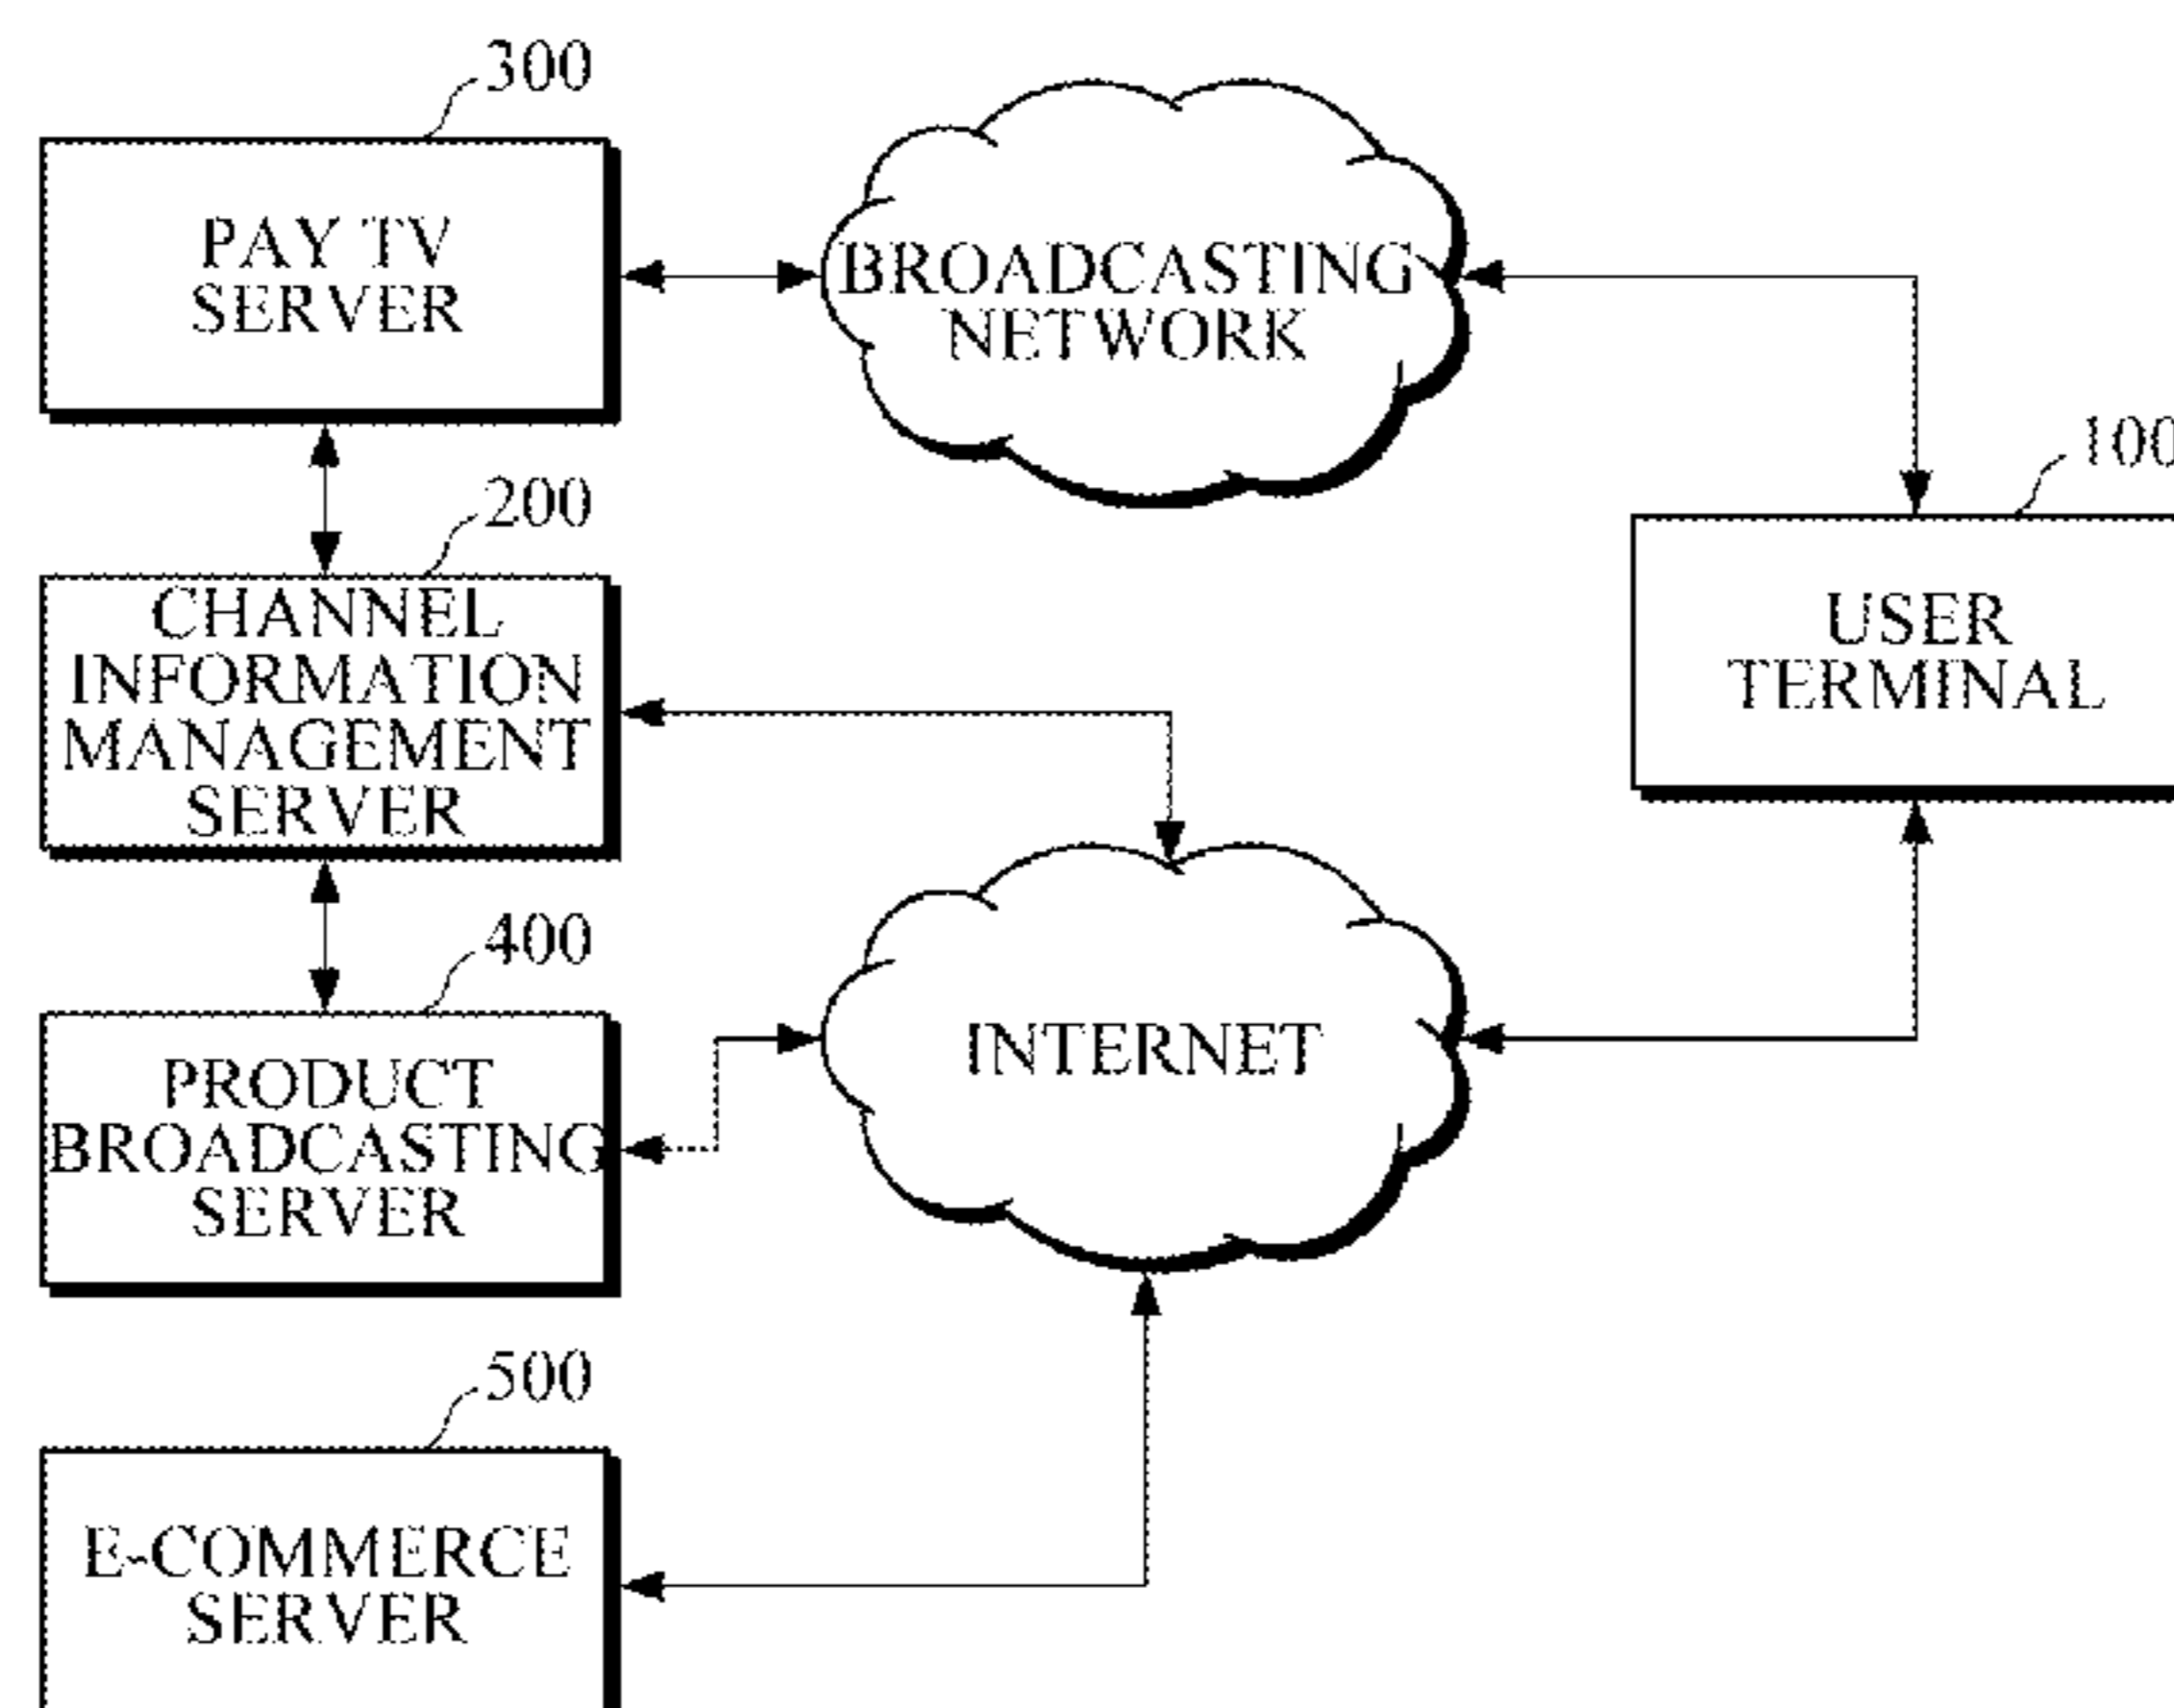 300
PAY TV
SERVER
BROADCASTING
NETWORK
200
CHANNEL
INFORMATION
MANAGEMENT
SERVER
100
USER
TERMINAL
400
PRODUCT
BROADCASTING
SERVER
INTERNET
500
E-COMMERCE
SERVER